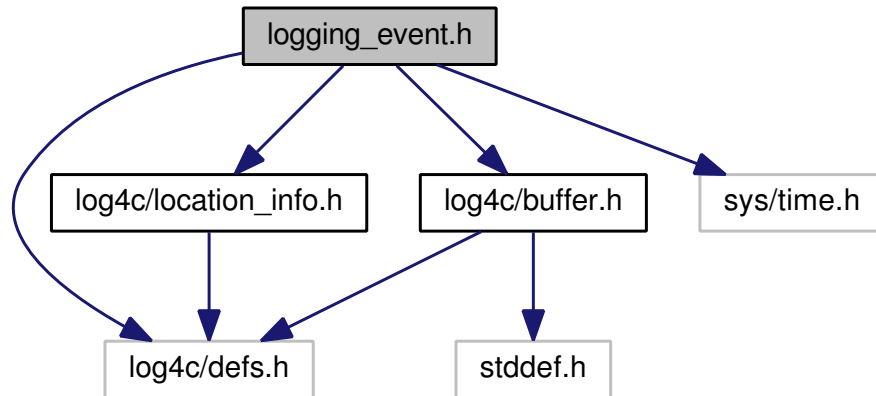 logging_event.h
log4c/location_info.h
log4c/buffer.h
sys/time.h
log4c/defs.h
stddef.h